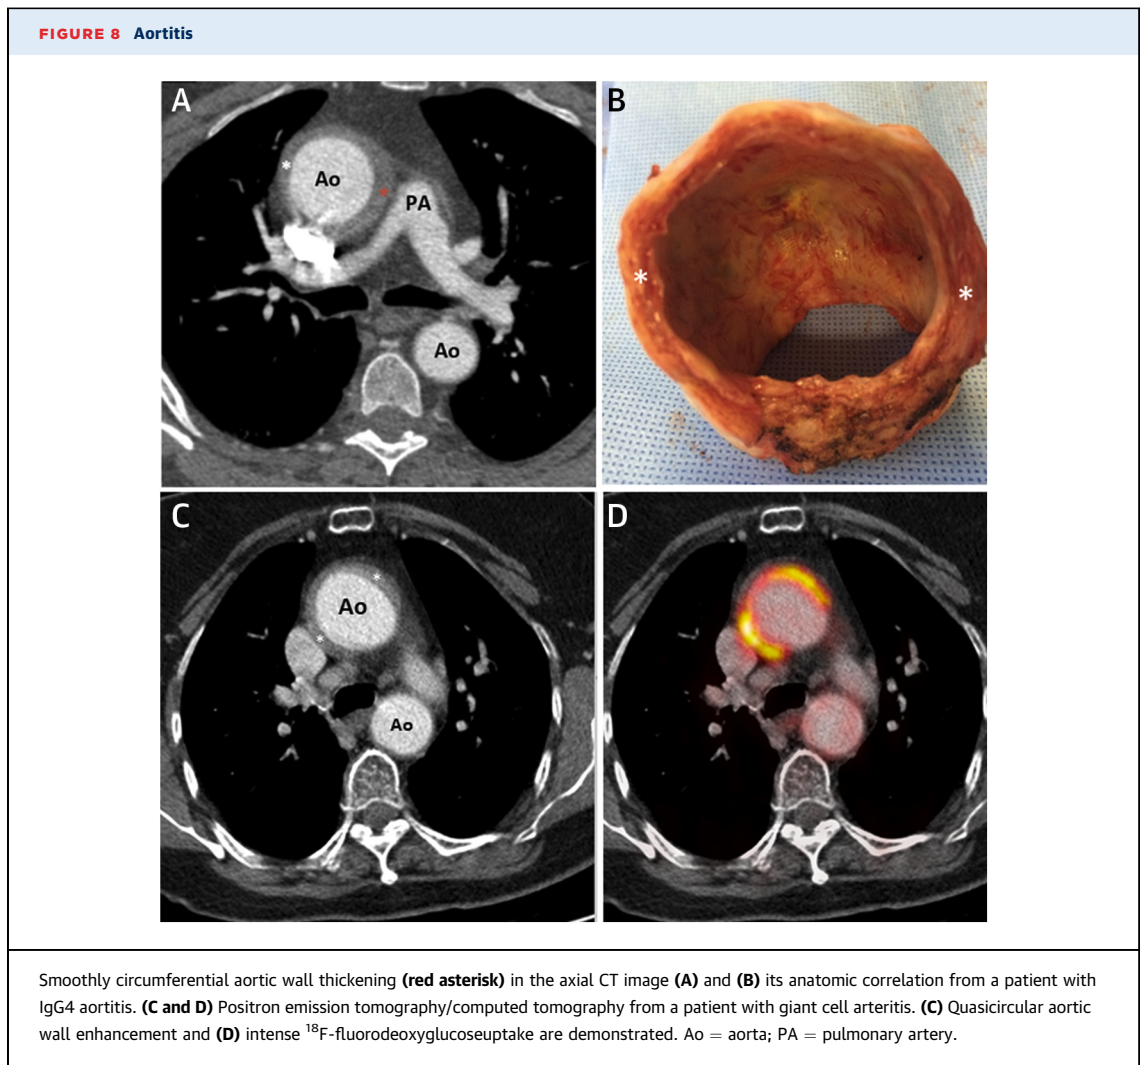 FIGURE 8 Aortitis
A
*
Ao
*
PA
Ao
B
*
*
C
*
Ao
*
Ao
D
Smoothly circumferential aortic wall thickening (red asterisk) in the axial CT image (A) and (B) its anatomic correlation from a patient with
IgG4 aortitis. (C and D) Positron emission tomography/computed tomography from a patient with giant cell arteritis. (C) Quasicircular aortic
wall enhancement and (D) intense ¹⁸F-fluorodeoxyglucoseuptake are demonstrated. Ao = aorta; PA = pulmonary artery.